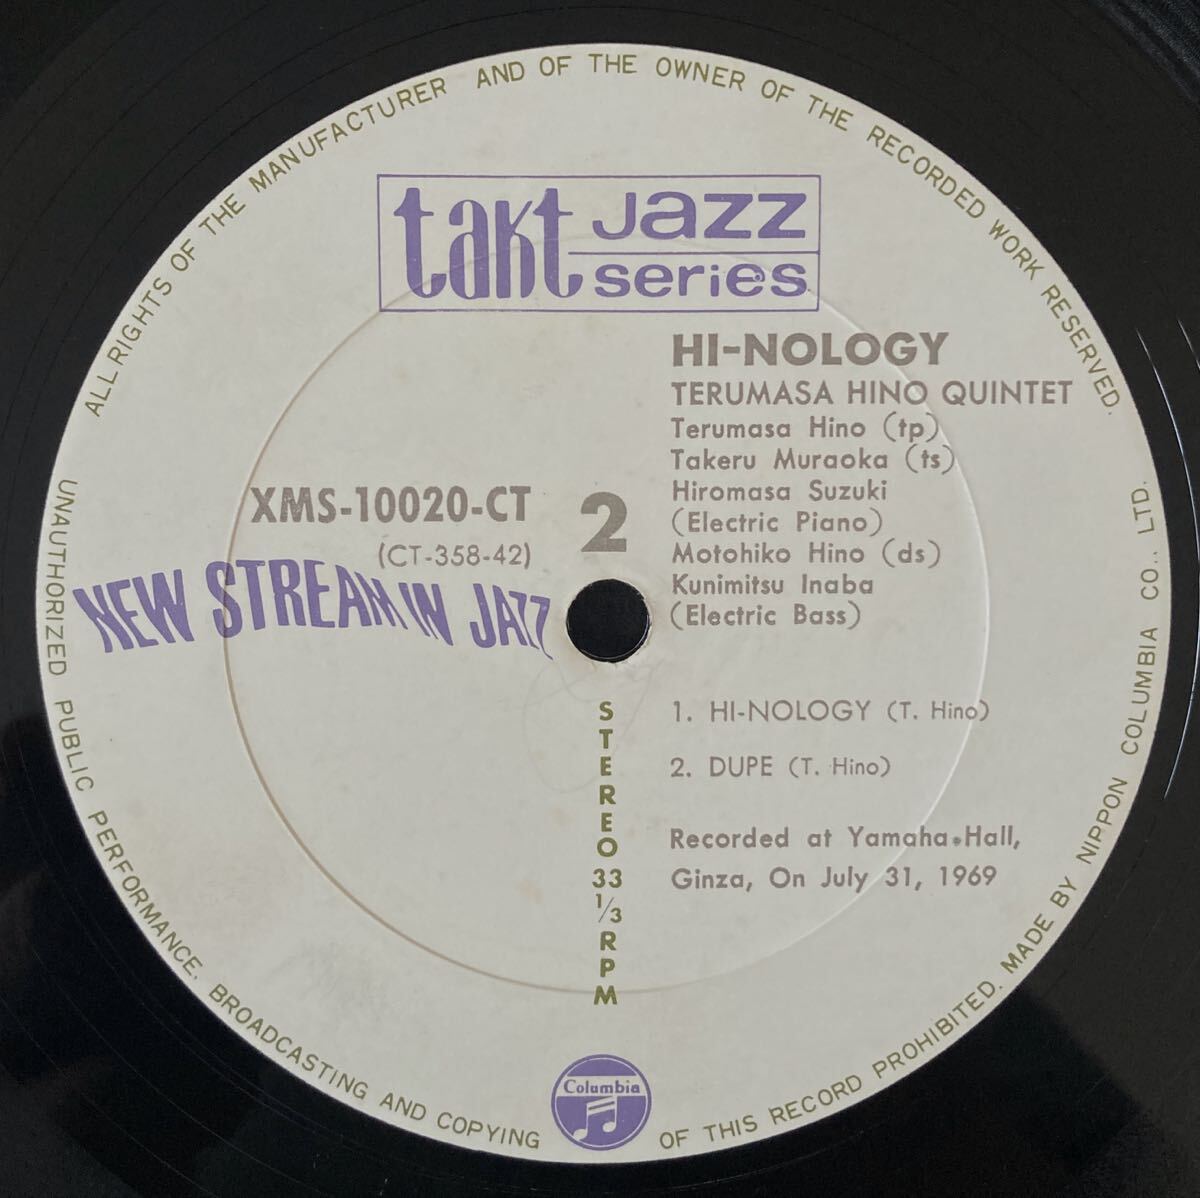 ALL RIGHTS OF THE MANUFACTURER AND OF THE OWNER OF THE RECORDED WORK RESERVED.
takt jazz
series
HI-NOLOGY
TERUMASA HINO QUINTET
Terumasa Hino (tp)
Takeru Muraoka (ts)
Hiromasa Suzuki
(Electric Piano)
Motohiko Hino (ds)
Kunimitsu Inaba
(Electric Bass)
XMS-10020-CT
(CT-358-42)
2
NEW STREAM IN JAZZ
STEREO 33 1/3 RPM
1. HI-NOLOGY (T. Hino)
2. DUPE (T. Hino)
Recorded at Yamaha Hall,
Ginza, On July 31, 1969
Columbia
UNAUTHORIZED PUBLIC PERFORMANCE, BROADCASTING AND COPYING OF THIS RECORD PROHIBITED. MADE BY NIPPON COLUMBIA CO., LTD.